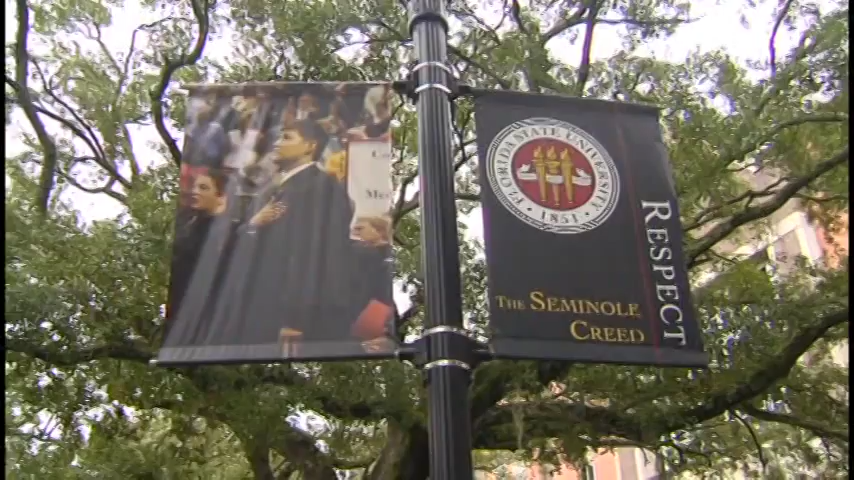 FLORIDA STATE UNIVERSITY
1851
RESPECT
THE SEMINOLE
CREED